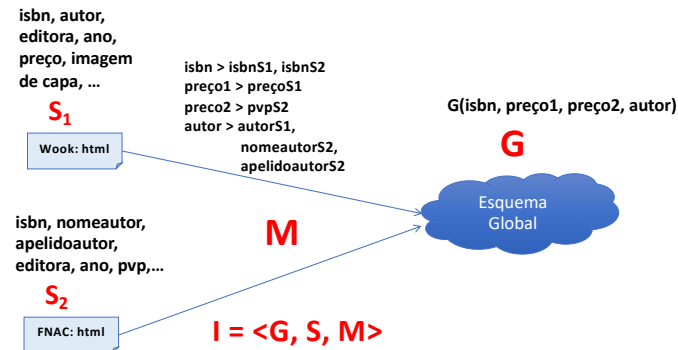 isbn, autor,
editora, ano,
preço, imagem
de capa, …
S1
Wook: html
isbn > isbnS1, isbnS2
preço1 > preçoS1
preco2 > pvpS2
autor > autorS1,
nomeautorS2,
apelidoautorS2
G(isbn, preço1, preço2, autor)
G
Esquema
Global
M
isbn, nomeautor,
apelidoautor,
editora, ano, pvp,…
S2
FNAC: html
I = <G, S, M>